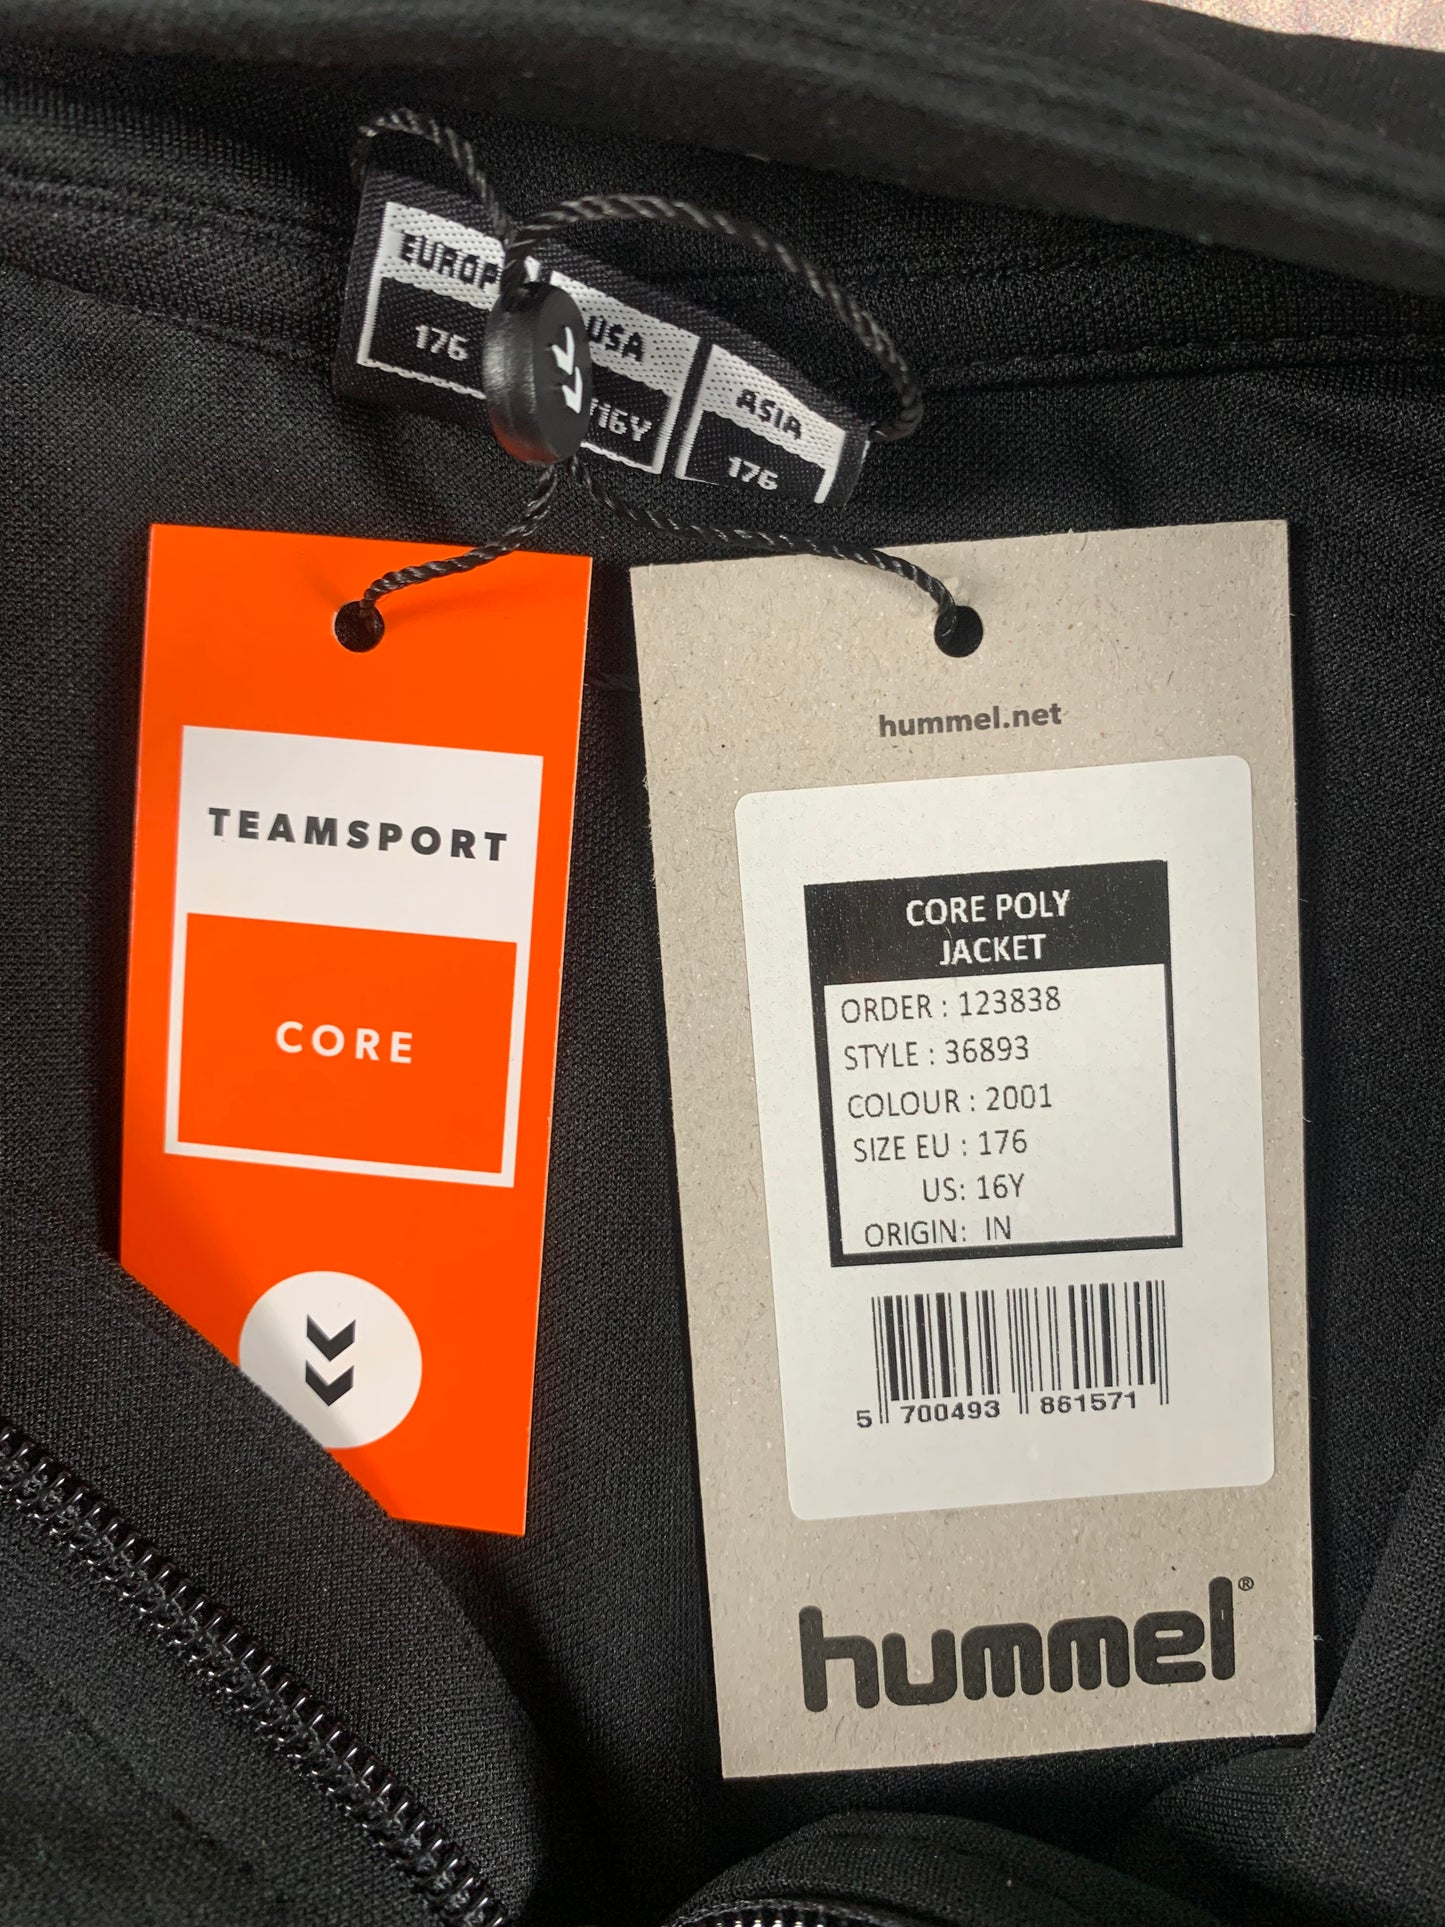 EUROP
176
USA
16Y
ASIA
176
TEAMSPORT
CORE
hummel.net
CORE POLY
JACKET
ORDER : 123838
STYLE : 36893
COLOUR : 2001
SIZE EU : 176
US: 16Y
ORIGIN: IN
5 700493 861571
hummel®